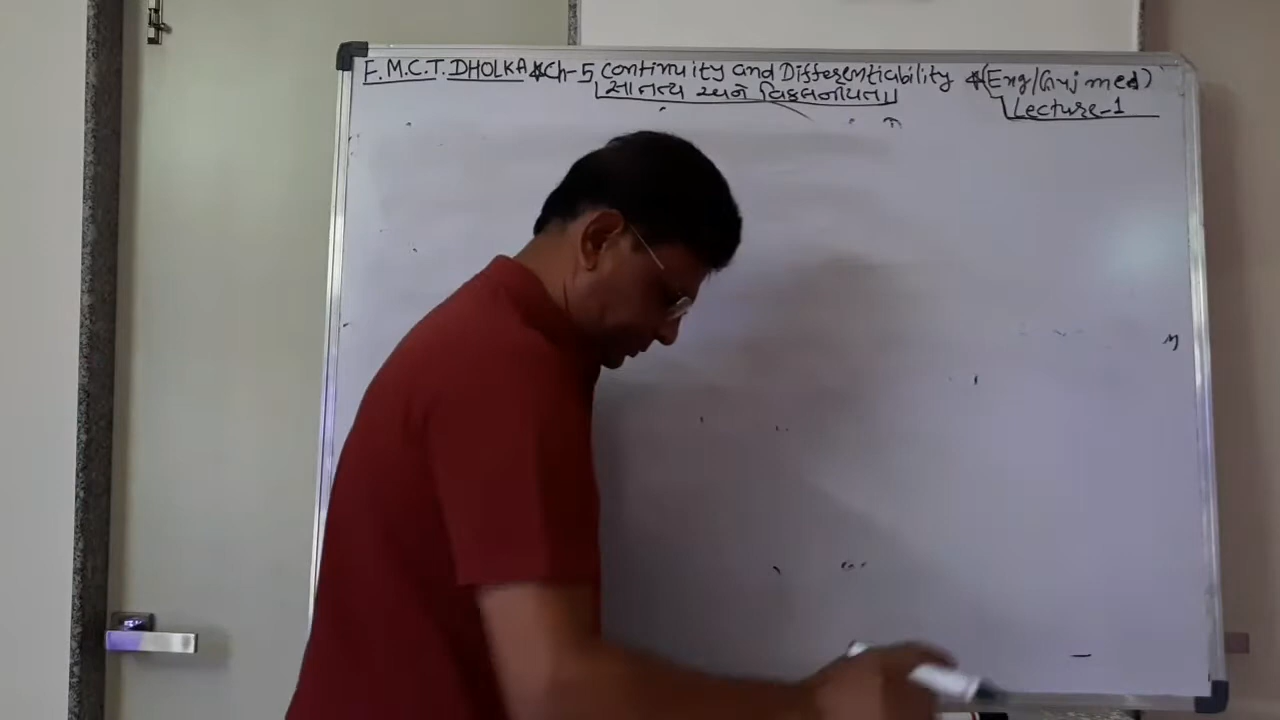 F.M.C.T. DHOLKA * Ch-5 Continuity and Differentiability * (Eng/Guj med)
સાતત્ય અને વિકલનીયતા
Lecture-1